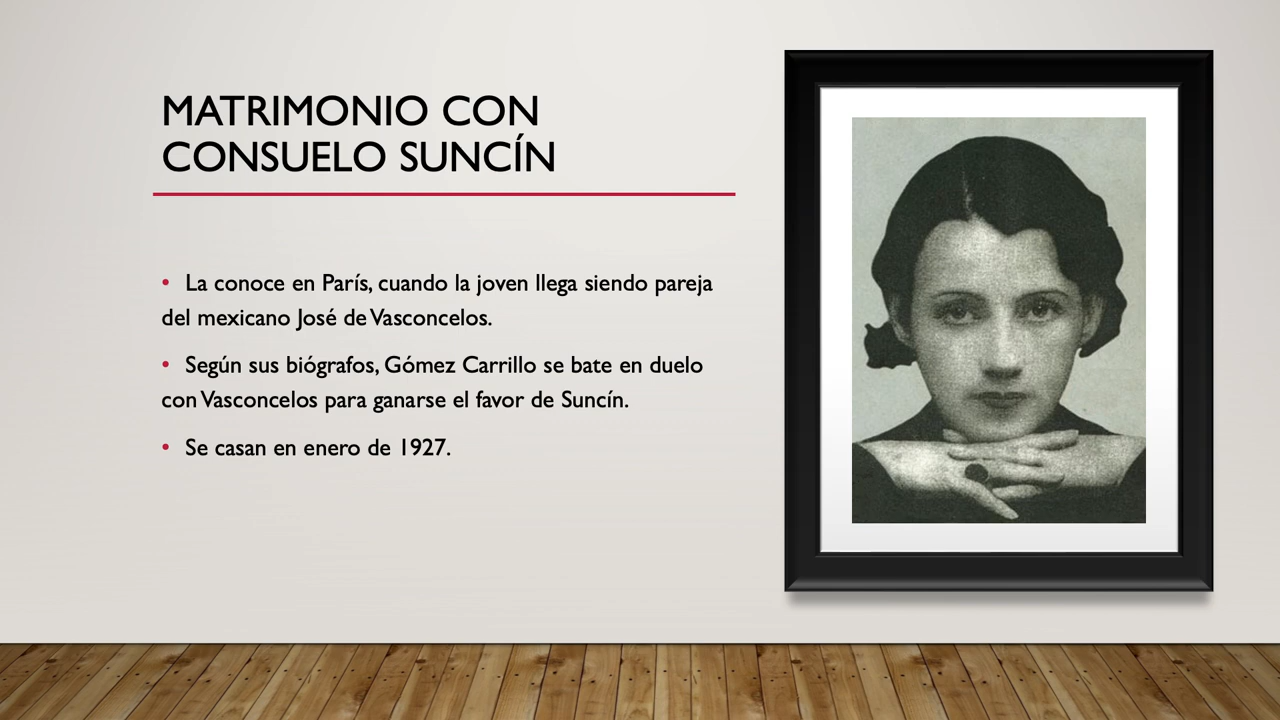 MATRIMONIO CON
CONSUELO SUNCÍN
• La conoce en París, cuando la joven llega siendo pareja
del mexicano José de Vasconcelos.
• Según sus biógrafos, Gómez Carrillo se bate en duelo
con Vasconcelos para ganarse el favor de Suncín.
• Se casan en enero de 1927.